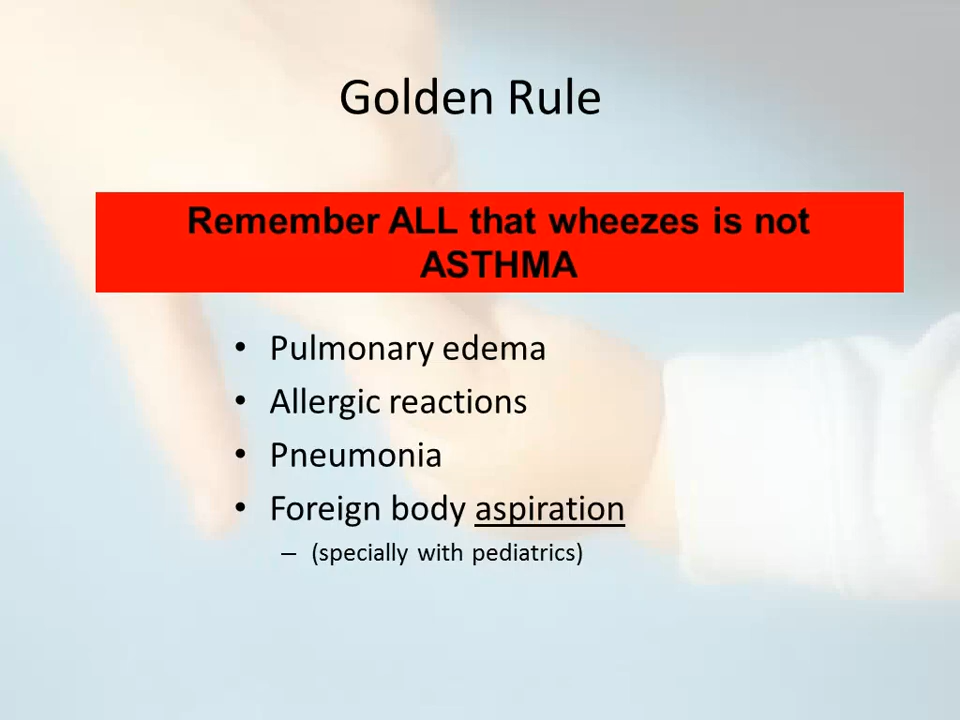 Golden Rule
Remember ALL that wheezes is not
ASTHMA
• Pulmonary edema
• Allergic reactions
• Pneumonia
• Foreign body aspiration
– (specially with pediatrics)